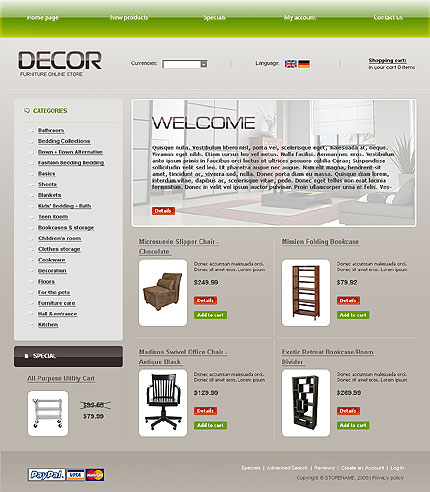 Home page New products Specials My account Contact us
DECOR
FURNITURE ONLINE STORE
Currencies:
Language:
Shopping cart:
in your cart 0 items
CATEGORIES
Bathroom
Bedding Collections
Down - Down Alternative
Fashion Bedding Bedding
Basics
Sheets
Blankets
Kids' Bedding - Bath
Teen Room
Bookcases & storage
Children's room
Clothes storage
Cookware
Decoration
Floors
For the pets
Furniture care
Hall & entrance
Kitchen
SPECIAL
All Purpose Utility Cart
$79.99
WELCOME
Quisque nulla. Vestibulum libero nisl, porta vel, scelerisque eget, malesuada at, neque.
Vivamus eget nibh. Etiam cursus leo vel metus. Nulla facilisi. Aenean nec eros. Vestibulum
ante ipsum primis in faucibus orci luctus et ultrices posuere cubilia Curae; Suspendisse
sollicitudin velit sed leo. Ut pharetra augue nec augue. Nam elit magna, hendrerit sit
amet, tincidunt ac, viverra sed, nulla. Donec porta diam eu massa. Quisque diam lorem,
interdum vitae, dapibus ac, scelerisque vitae, pede. Donec eget tellus non erat lacinia
fermentum. Donec in velit vel ipsum auctor pulvinar. Proin ullamcorper urna et elis. Ves-
Details
Microsuede Slipper Chair -
Chocolate
Donec accumsan malesuada orci.
Donec sit amet eros. Lorem ipsum
$249.99
Details
Add to cart
Mission Folding Bookcase
Donec accumsan malesuada orci.
Donec sit amet eros. Lorem ipsum
$79.92
Details
Add to cart
Madison Swivel Office Chair -
Antique Black
Donec accumsan malesuada orci.
Donec sit amet eros. Lorem ipsum
$129.99
Details
Add to cart
Exotic Retreat Bookcase/Room
Divider
Donec accumsan malesuada orci.
Donec sit amet eros. Lorem ipsum
$269.99
Details
Add to cart
PayPal VISA MasterCard
Specials | Advanced Search | Reviews | Create an Account | Log In
Copyright © STORENAME, 2008 | Privacy policy